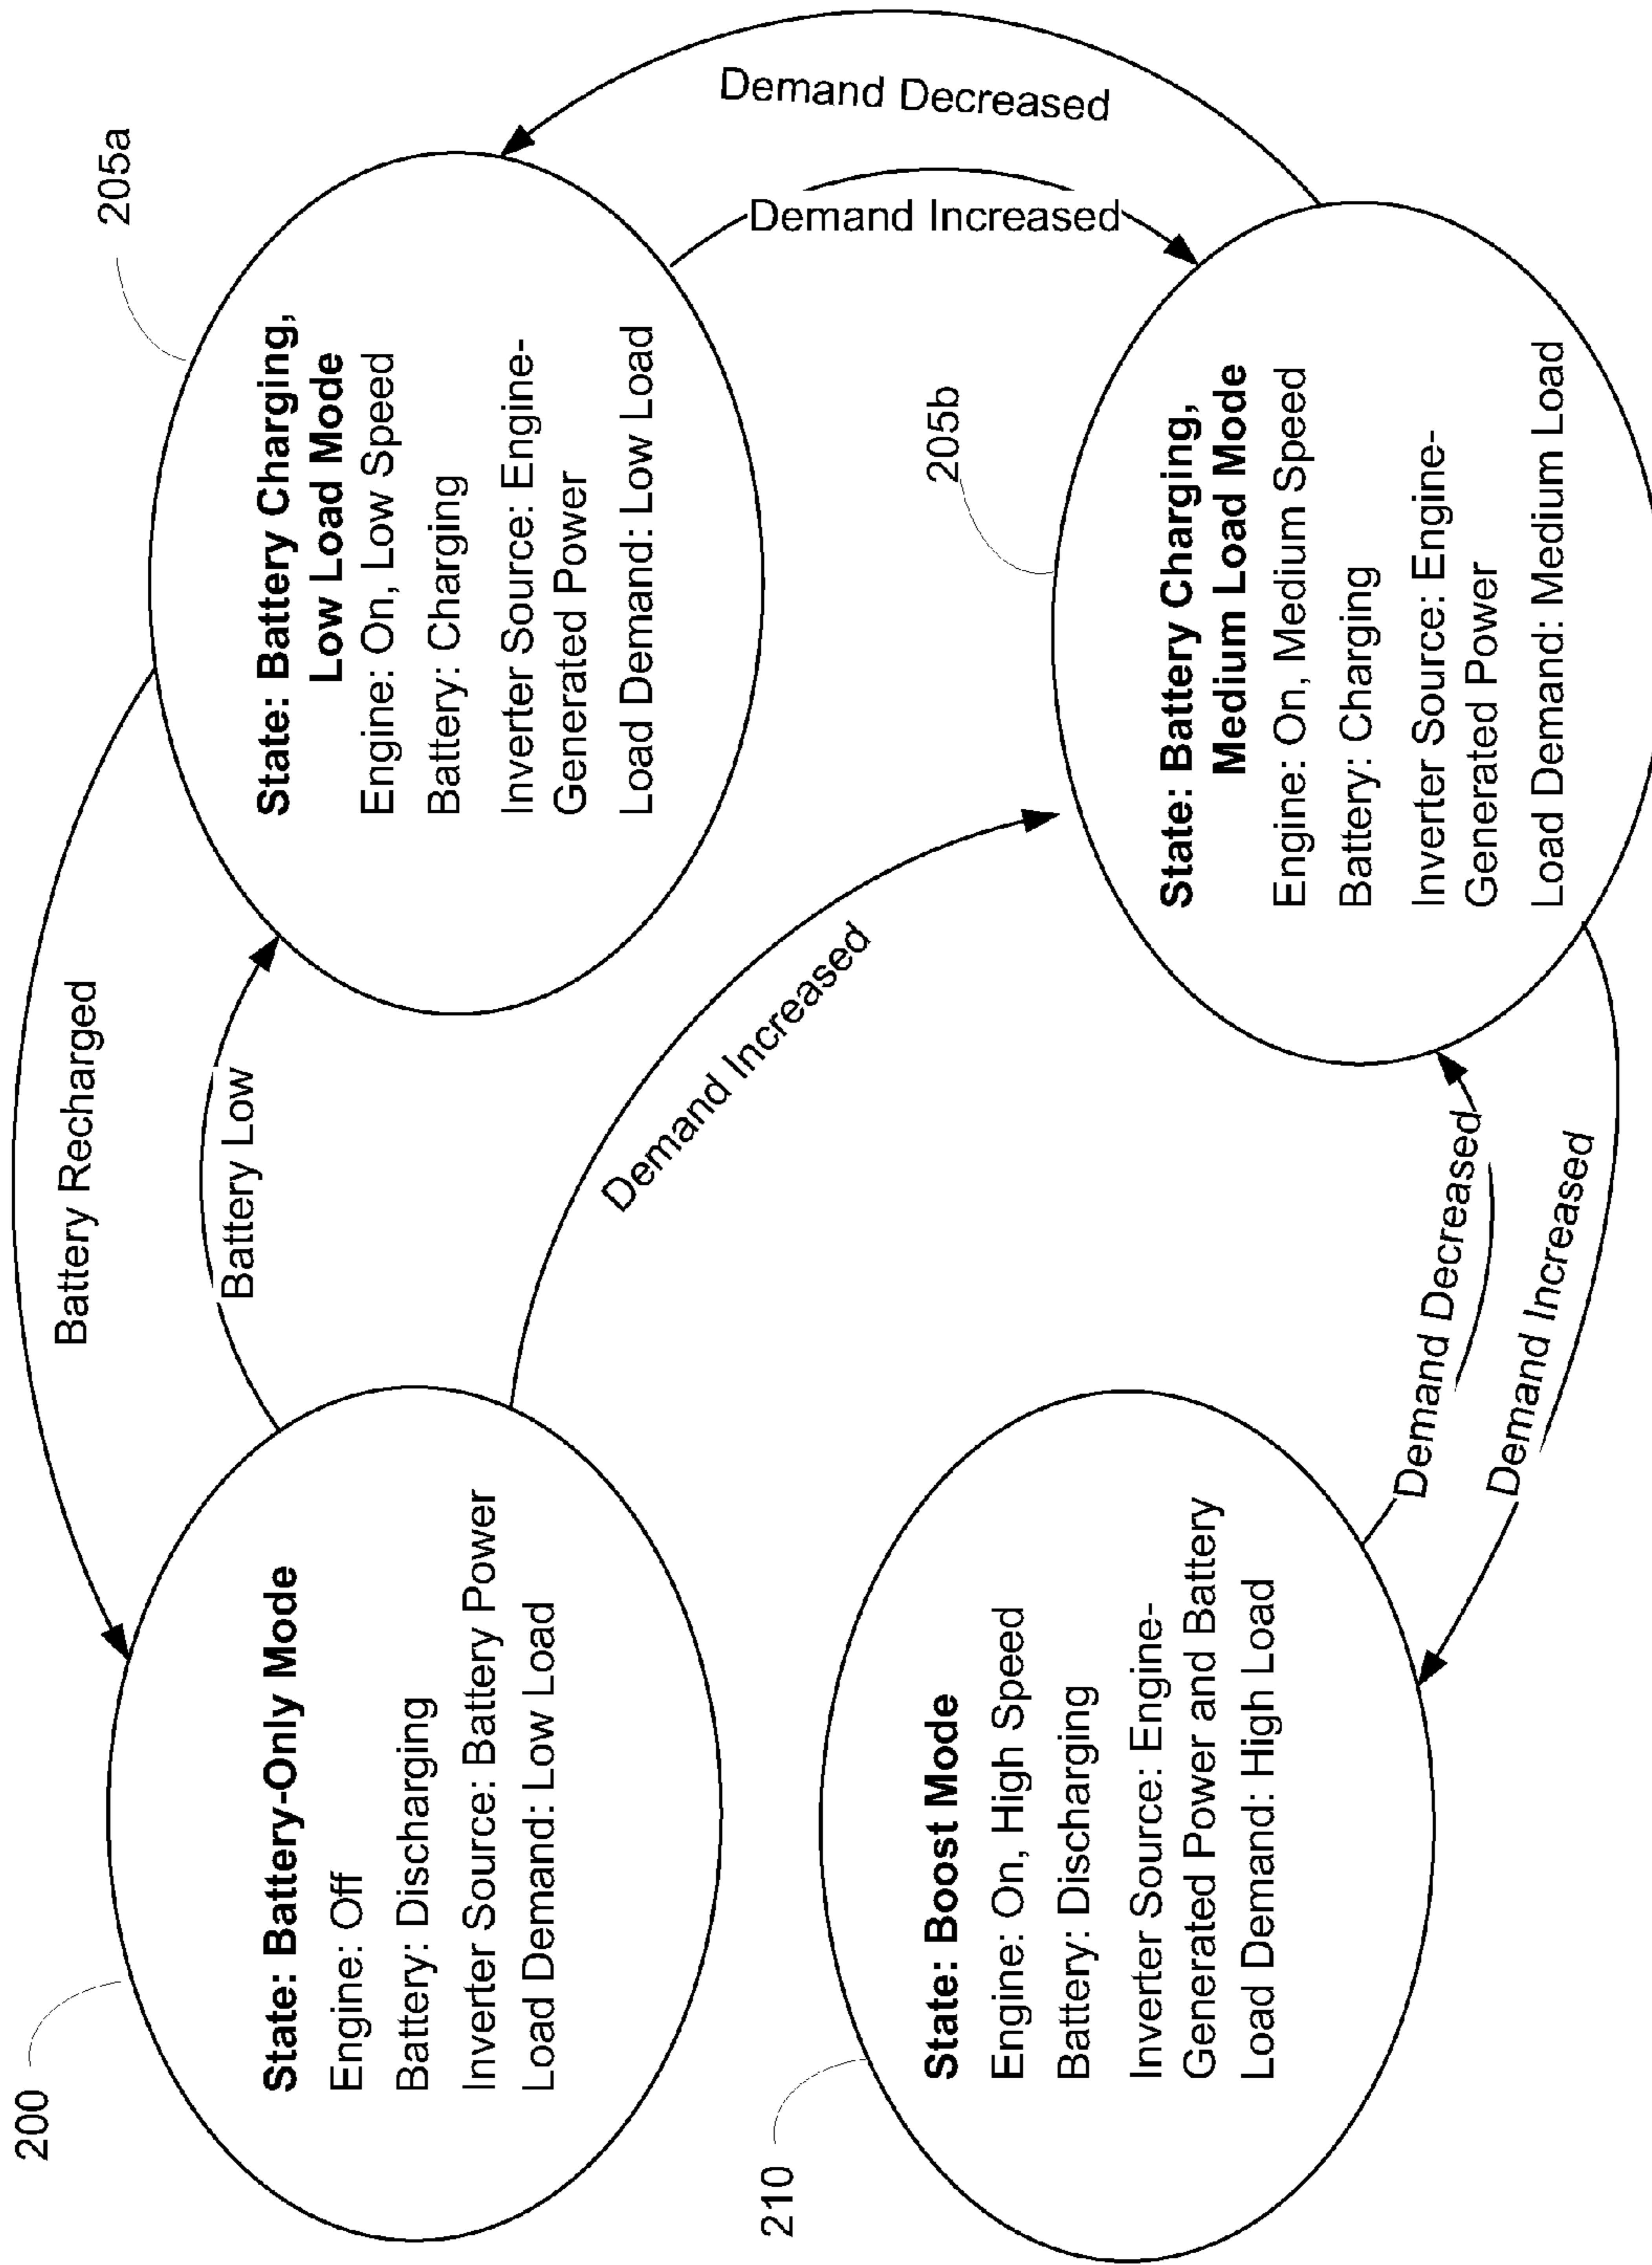 200
State: Battery-Only Mode
Engine: Off
Battery: Discharging
Inverter Source: Battery Power
Load Demand: Low Load
Battery Recharged
Battery Low
205a
State: Battery Charging,
Low Load Mode
Engine: On, Low Speed
Battery: Charging
Inverter Source: Engine-
Generated Power
Load Demand: Low Load
Demand Increased
Demand Decreased
Demand Increased
210
State: Boost Mode
Engine: On, High Speed
Battery: Discharging
Inverter Source: Engine-
Generated Power and Battery
Load Demand: High Load
Demand Decreased
Demand Increased
205b
State: Battery Charging,
Medium Load Mode
Engine: On, Medium Speed
Battery: Charging
Inverter Source: Engine-
Generated Power
Load Demand: Medium Load